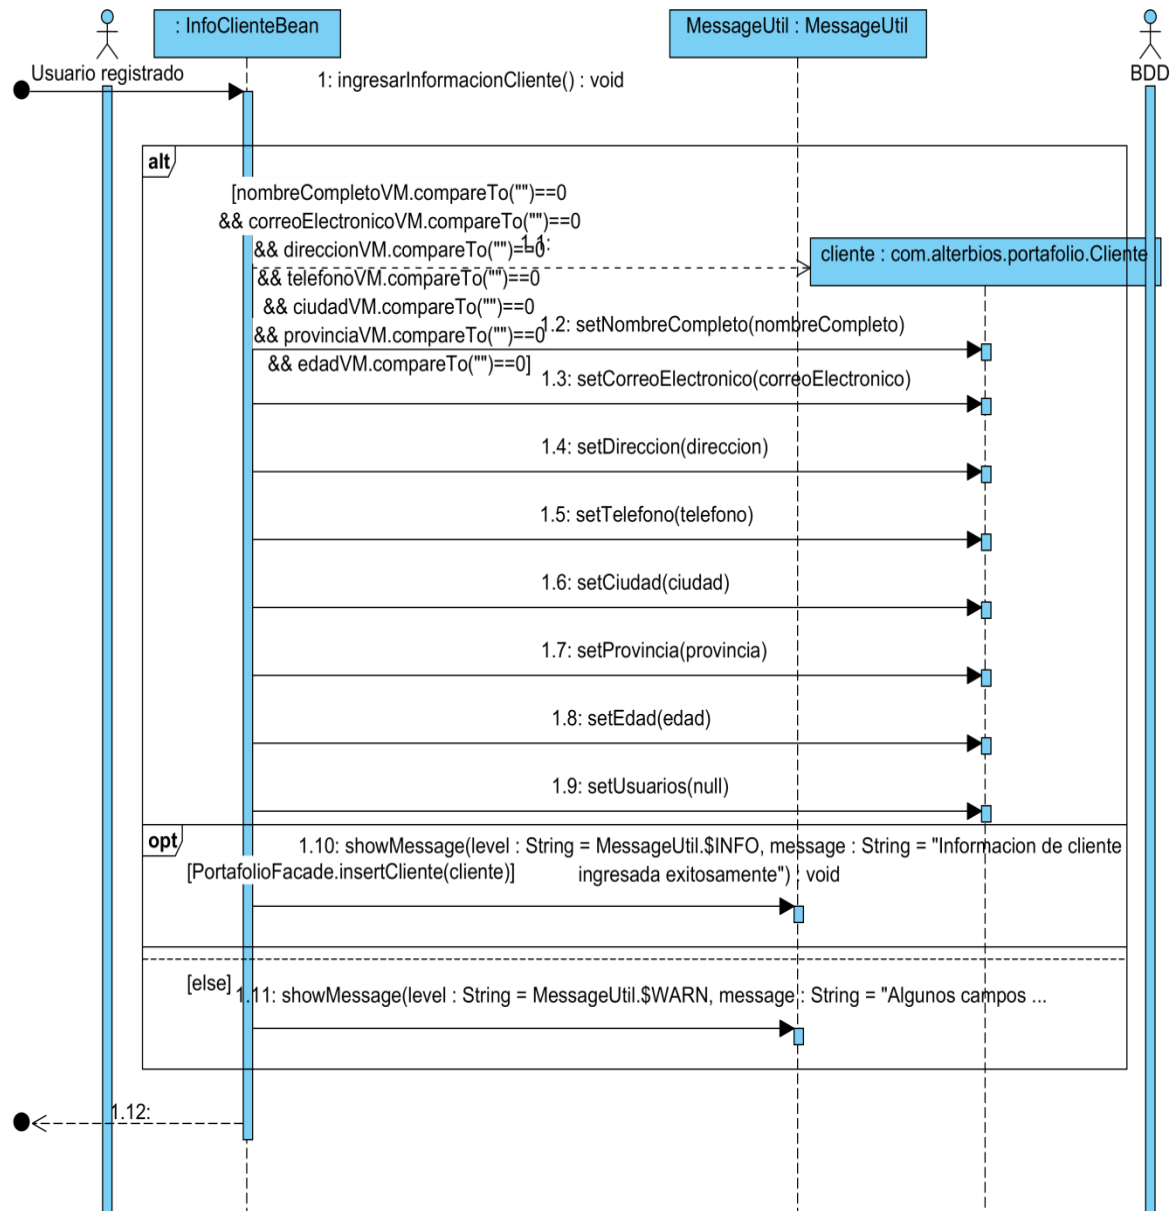 : InfoClienteBean
MessageUtil : MessageUtil
Usuario registrado
BDD
1: ingresarInformacionCliente() : void
alt
[nombreCompletoVM.compareTo("")==0
&& correoElectronicoVM.compareTo("")==0
&& direccionVM.compareTo("")==0
&& telefonoVM.compareTo("")==0
&& ciudadVM.compareTo("")==0
&& provinciaVM.compareTo("")==0
&& edadVM.compareTo("")==0]
1.1:
cliente : com.alterbios.portafolio.Cliente
1.2: setNombreCompleto(nombreCompleto)
1.3: setCorreoElectronico(correoElectronico)
1.4: setDireccion(direccion)
1.5: setTelefono(telefono)
1.6: setCiudad(ciudad)
1.7: setProvincia(provincia)
1.8: setEdad(edad)
1.9: setUsuarios(null)
opt
1.10: showMessage(level : String = MessageUtil.$INFO, message : String = "Informacion de cliente
ingresada exitosamente") : void
[PortafolioFacade.insertCliente(cliente)]
[else]
1.11: showMessage(level : String = MessageUtil.$WARN, message : String = "Algunos campos ...
1.12: